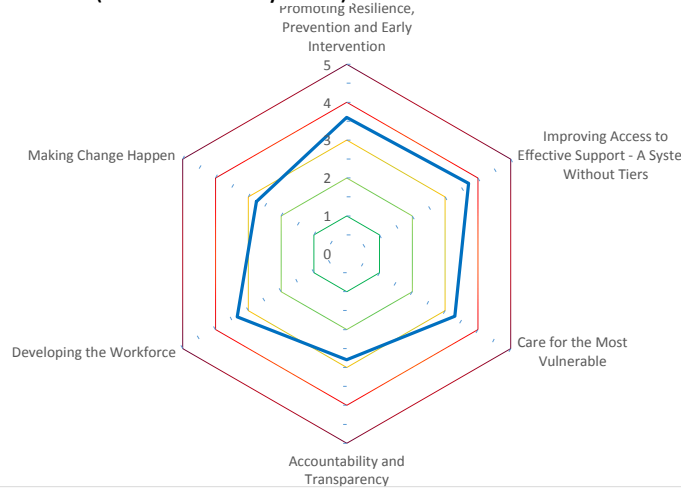 Promoting Resilience,
Prevention and Early
Intervention
5
4
3
2
1
0
Improving Access to
Effective Support - A Syste
Without Tiers
Care for the Most
Vulnerable
Accountability and
Transparency
Developing the Workforce
Making Change Happen